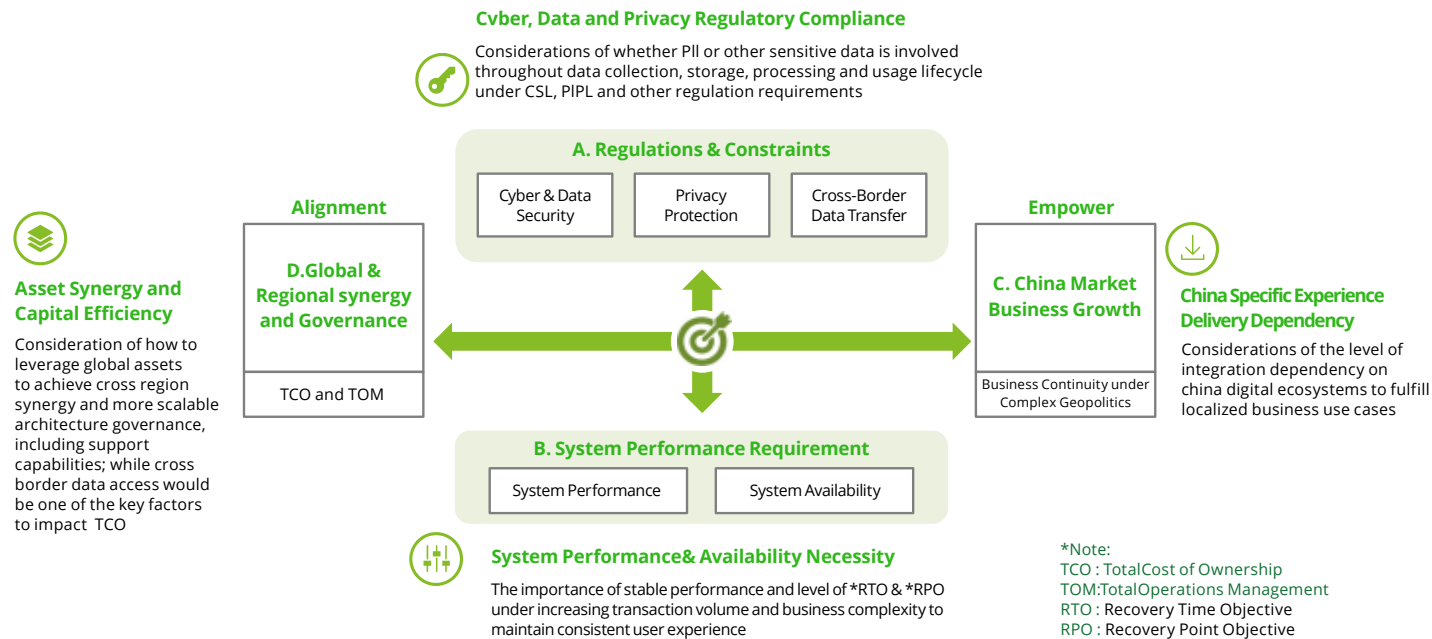 Cvber, Data and Privacy Regulatory Compliance
Considerations of whether PII or other sensitive data is involved
throughout data collection, storage, processing and usage lifecycle
under CSL, PIPL and other regulation requirements
A. Regulations & Constraints
Cyber & Data
Security
Privacy
Protection
Cross-Border
Data Transfer
Alignment
D.Global &
Regional synergy
and Governance
TCO and TOM
Asset Synergy and
Capital Efficiency
Consideration of how to
leverage global assets
to achieve cross region
synergy and more scalable
architecture governance,
including support
capabilities; while cross
border data access would
be one of the key factors
to impact TCO
Empower
C. China Market
Business Growth
Business Continuity under
Complex Geopolitics
China Specific Experience
Delivery Dependency
Considerations of the level of
integration dependency on
china digital ecosystems to fulfill
localized business use cases
B. System Performance Requirement
System Performance
System Availability
System Performance& Availability Necessity
The importance of stable performance and level of *RTO & *RPO
under increasing transaction volume and business complexity to
maintain consistent user experience
*Note:
TCO : TotalCost of Ownership
TOM:TotalOperations Management
RTO : Recovery Time Objective
RPO : Recovery Point Objective